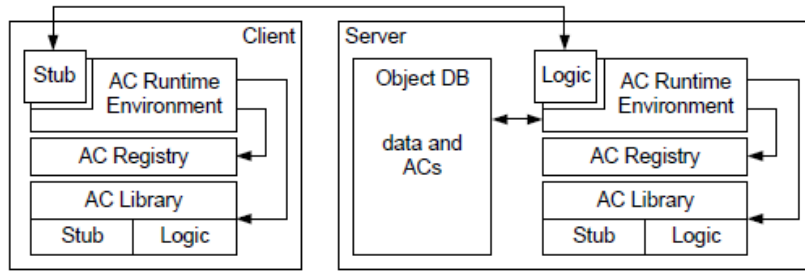 Client
Stub
AC Runtime
Environment
AC Registry
AC Library
Stub Logic
Server
Object DB
data and
ACs
Logic
AC Runtime
Environment
AC Registry
AC Library
Stub Logic